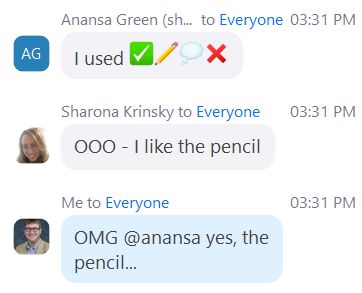 Anansa Green (sh... to Everyone 03:31 PM
AG
I used ✅✏️💭❌
Sharona Krinsky to Everyone 03:31 PM
OOO - I like the pencil
Me to Everyone 03:31 PM
OMG @anansa yes, the
pencil...